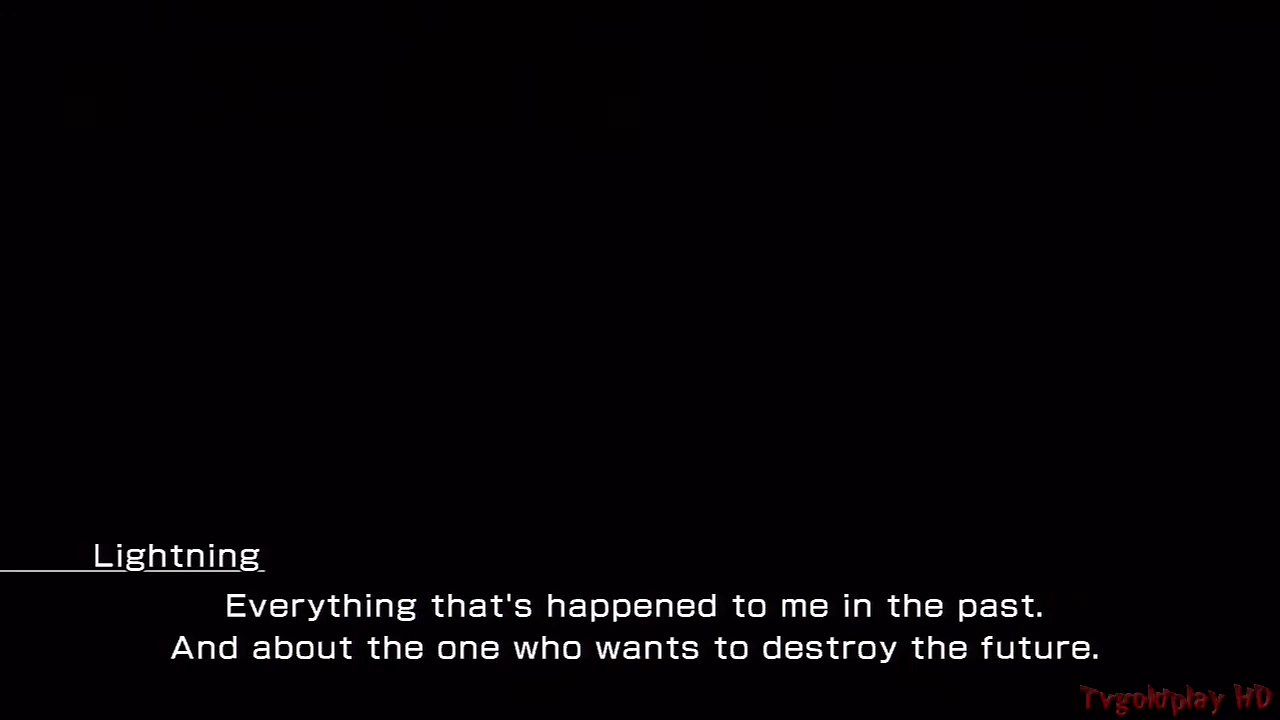 Lightning
Everything that's happened to me in the past.
And about the one who wants to destroy the future.
Tvgoldplay HD